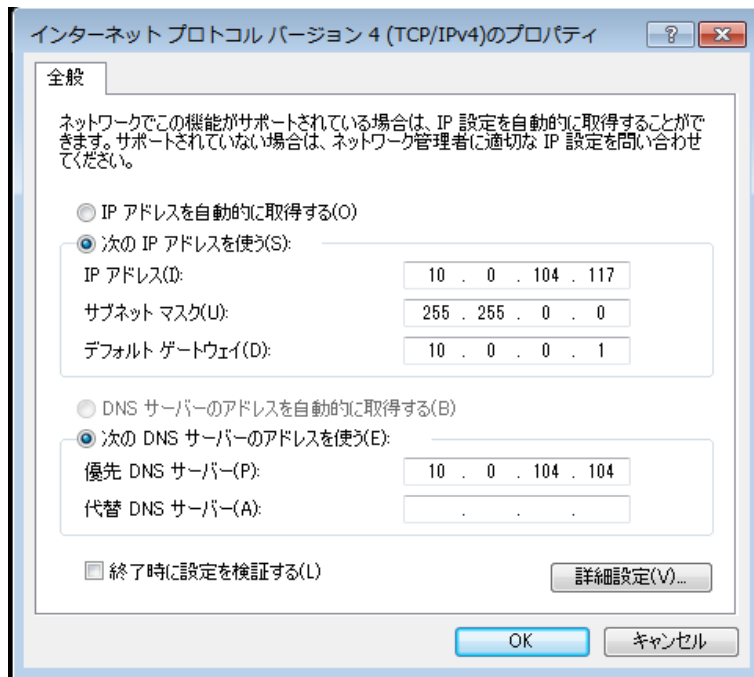 インターネット プロトコル バージョン 4 (TCP/IPv4)のプロパティ
全般
ネットワークでこの機能がサポートされている場合は、IP 設定を自動的に取得することがで
きます。サポートされていない場合は、ネットワーク管理者に適切な IP 設定を問い合わせ
てください。
IP アドレスを自動的に取得する(O)
次の IP アドレスを使う(S):
IP アドレス(I): 10 . 0 . 104 . 117
サブネット マスク(U): 255 . 255 . 0 . 0
デフォルト ゲートウェイ(D): 10 . 0 . 0 . 1
DNS サーバーのアドレスを自動的に取得する(B)
次の DNS サーバーのアドレスを使う(E):
優先 DNS サーバー(P): 10 . 0 . 104 . 104
代替 DNS サーバー(A): . . .
終了時に設定を検証する(L)
詳細設定(V)...
OK キャンセル